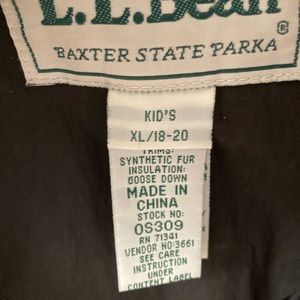 L.L.Bean
BAXTER STATE PARKA
®
KID'S
XL/18-20
TRIMS:
SYNTHETIC FUR
INSULATION:
GOOSE DOWN
MADE IN
CHINA
STOCK NO:
OS309
RN 71341
VENDOR NO:3661
SEE CARE
INSTRUCTION
UNDER
CONTENT LABEL